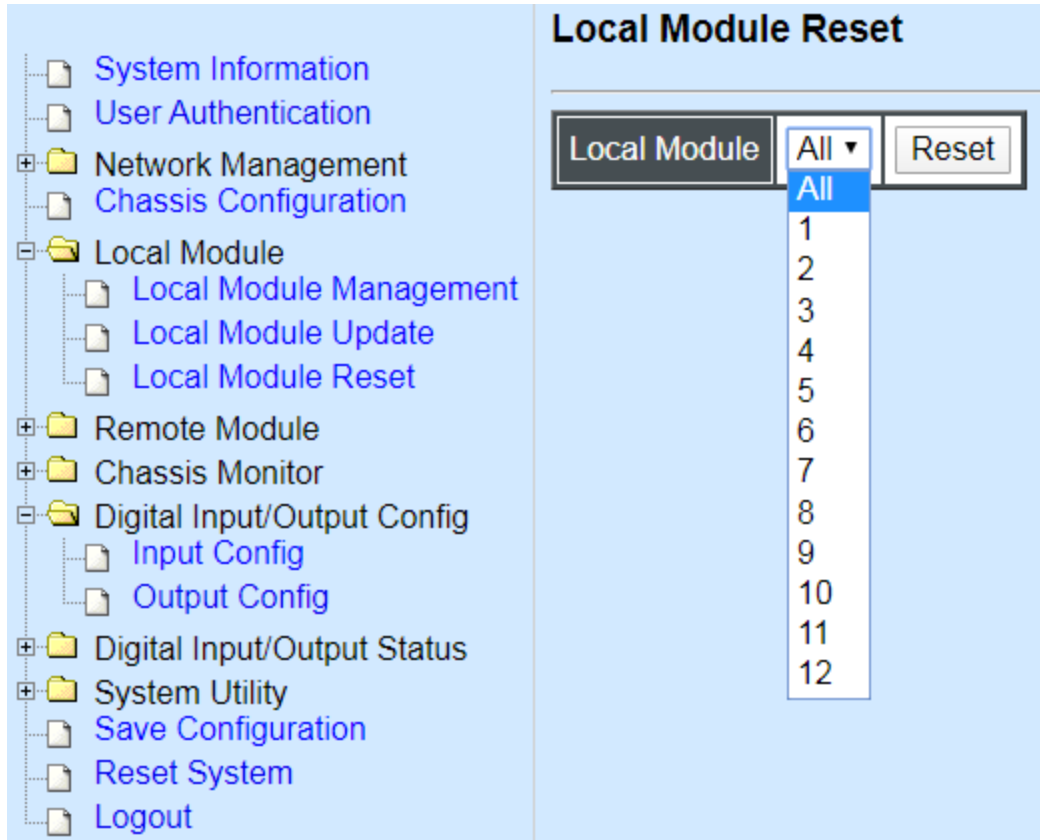 System Information
User Authentication
Network Management
Chassis Configuration
Local Module
Local Module Management
Local Module Update
Local Module Reset
Remote Module
Chassis Monitor
Digital Input/Output Config
Input Config
Output Config
Digital Input/Output Status
System Utility
Save Configuration
Reset System
Logout
Local Module Reset
Local Module All Reset
All
1
2
3
4
5
6
7
8
9
10
11
12